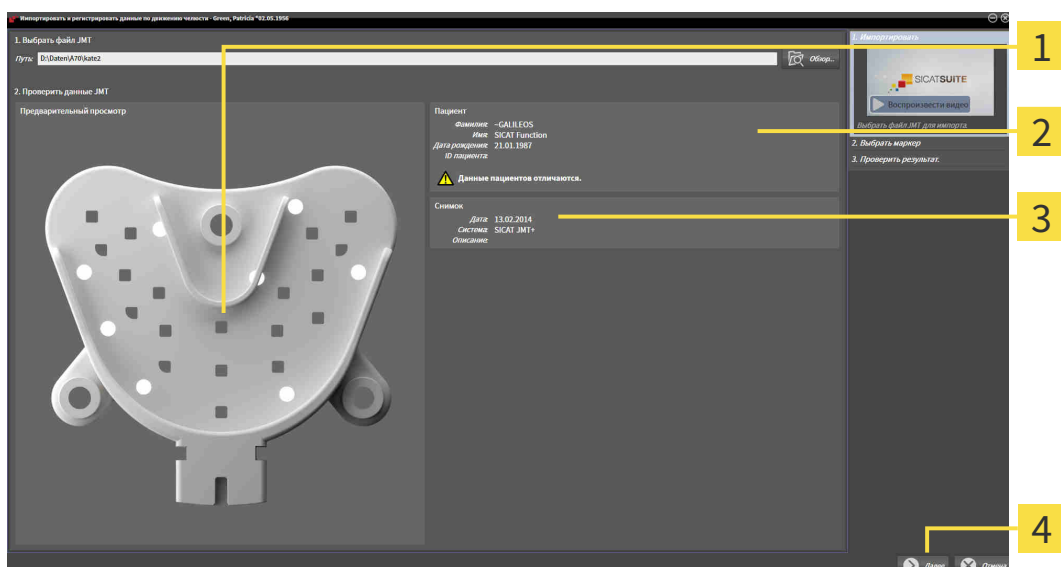 Импортировать и регистрировать данные по движению челюсти - Green, Patricia *02.05.1956
1. Выбрать файл JMT
Путь: D:\Daten\A70\kate2
Обзор..
2. Проверить данные JMT
Предварительный просмотр
Пациент
Фамилия: ~GALILEOS
Имя: SICAT Function
Дата рождения: 21.01.1987
ID пациента:
Данные пациентов отличаются.
Снимок
Дата: 13.02.2014
Система: SICAT JMT+
Описание:
1. Импортировать
SICATSUITE
Воспроизвести видео
Выбрать файл JMT для импорта.
2. Выбрать маркер
3. Проверить результат.
Далее
Отмена
1
2
3
4